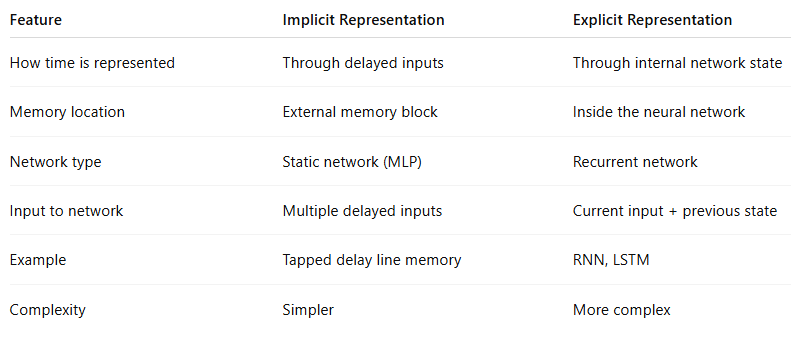 Feature Implicit Representation Explicit Representation
How time is represented Through delayed inputs Through internal network state
Memory location External memory block Inside the neural network
Network type Static network (MLP) Recurrent network
Input to network Multiple delayed inputs Current input + previous state
Example Tapped delay line memory RNN, LSTM
Complexity Simpler More complex